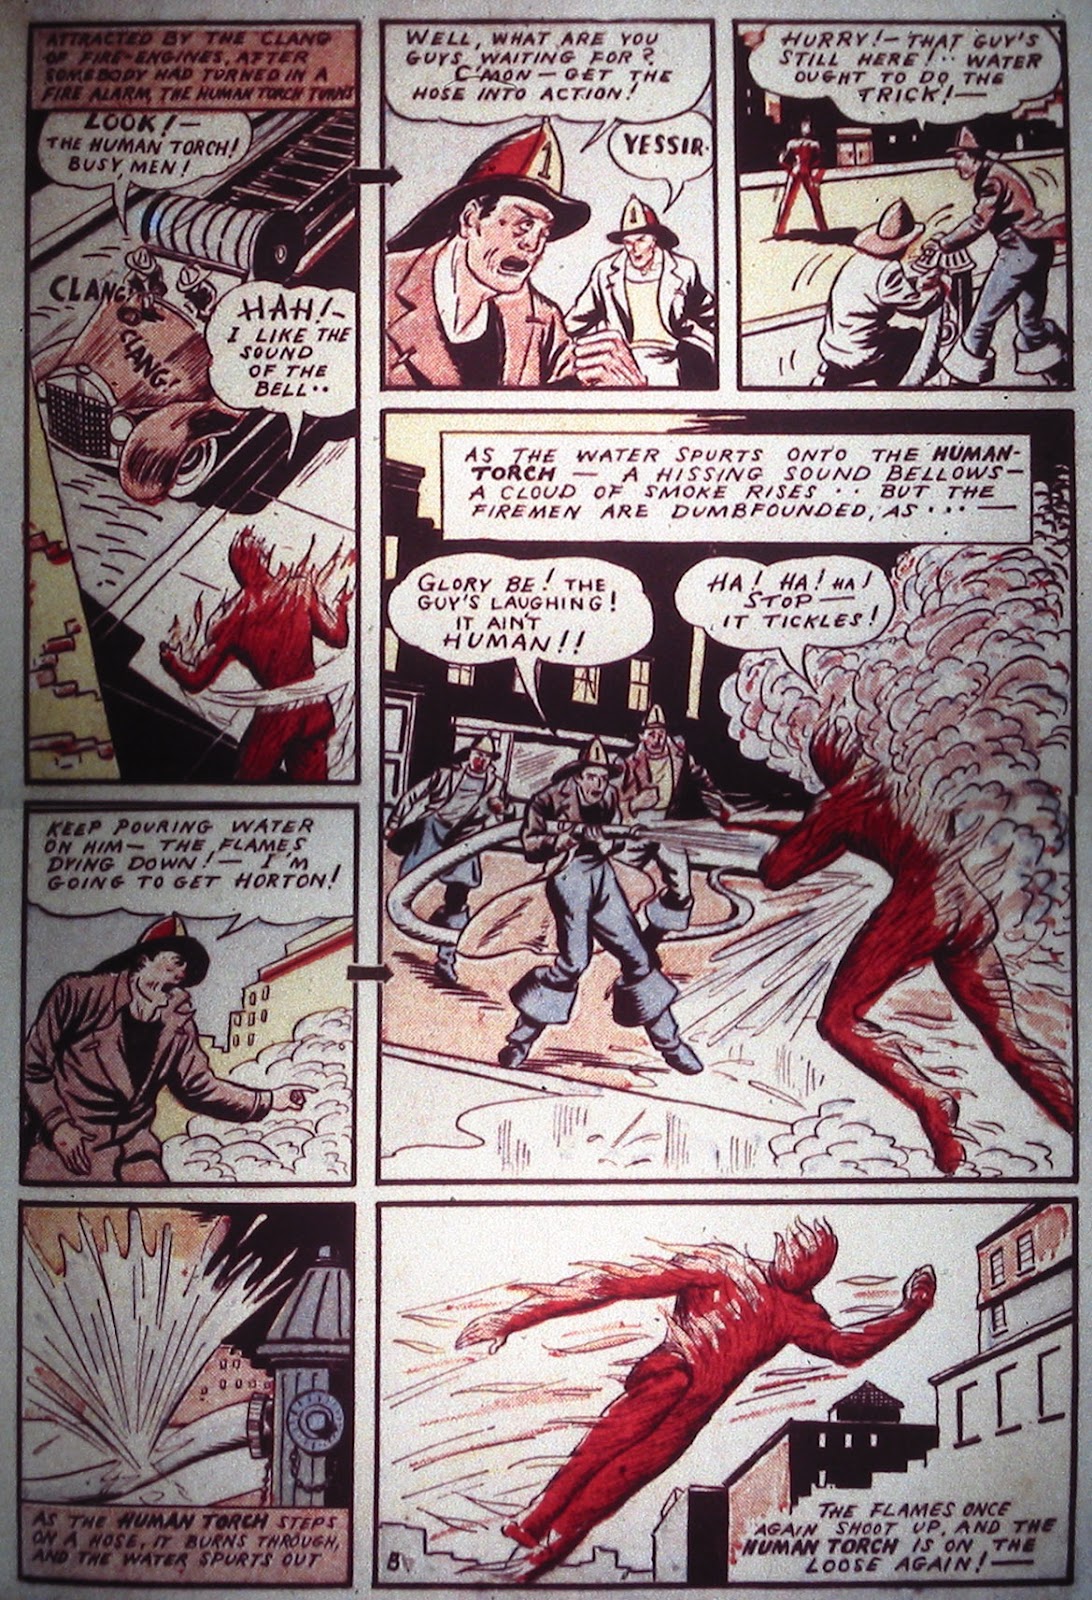 ATTRACTED BY THE CLANG
OF FIRE-ENGINES, AFTER
SOMEBODY HAD TURNED IN A
FIRE ALARM, THE HUMAN TORCH TURNS
LOOK!—
THE HUMAN TORCH!
BUSY, MEN!
CLANG!
CLANG!
HAH!—
I LIKE THE
SOUND
OF THE
BELL..
WELL, WHAT ARE YOU
GUYS WAITING FOR?
C'MON — GET THE
HOSE INTO ACTION!
YESSIR.
1
1
HURRY!— THAT GUY'S
STILL HERE!.. WATER
OUGHT TO DO THE
TRICK!—
AS THE WATER SPURTS ONTO THE HUMAN-
TORCH — A HISSING SOUND BELLOWS—
A CLOUD OF SMOKE RISES .. BUT THE
FIREMEN ARE DUMBFOUNDED, AS...—
GLORY BE! THE
GUY'S LAUGHING!
IT AIN'T
HUMAN!!
HA! HA! HA!
STOP—
IT TICKLES!
KEEP POURING WATER
ON HIM— THE FLAMES
DYING DOWN!— I'M
GOING TO GET HORTON!
AS THE HUMAN TORCH STEPS
ON A HOSE, IT BURNS THROUGH,
AND THE WATER SPURTS OUT
THE FLAMES ONCE
AGAIN SHOOT UP, AND THE
HUMAN TORCH IS ON THE
LOOSE AGAIN!—
8